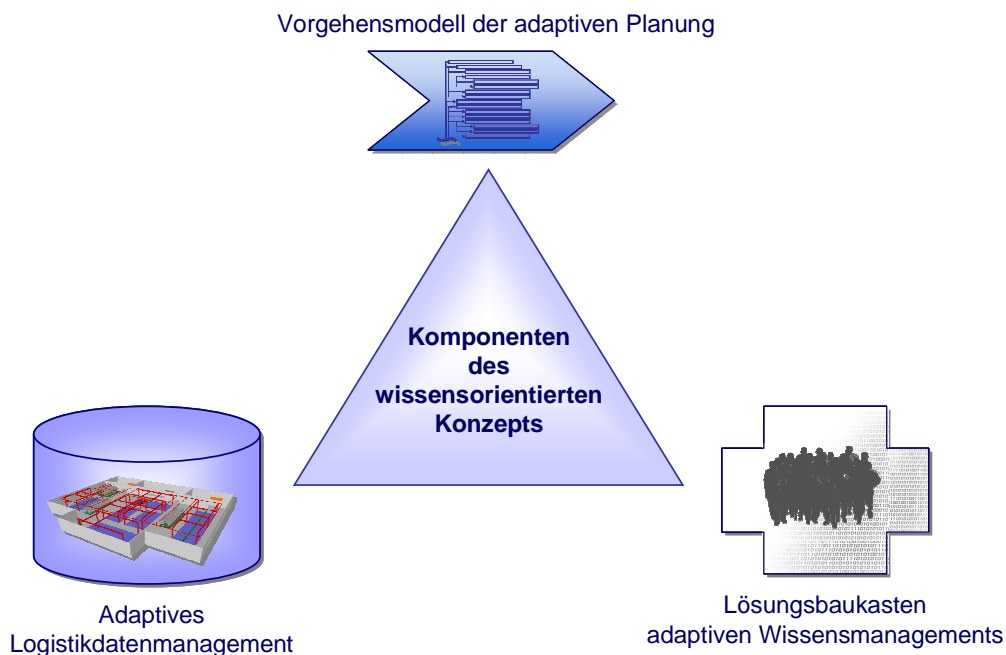 Vorgehensmodell der adaptiven Planung
Komponenten
des
wissensorientierten
Konzepts
Adaptives
Logistikdatenmanagement
Lösungsbaukasten
adaptiven Wissensmanagements